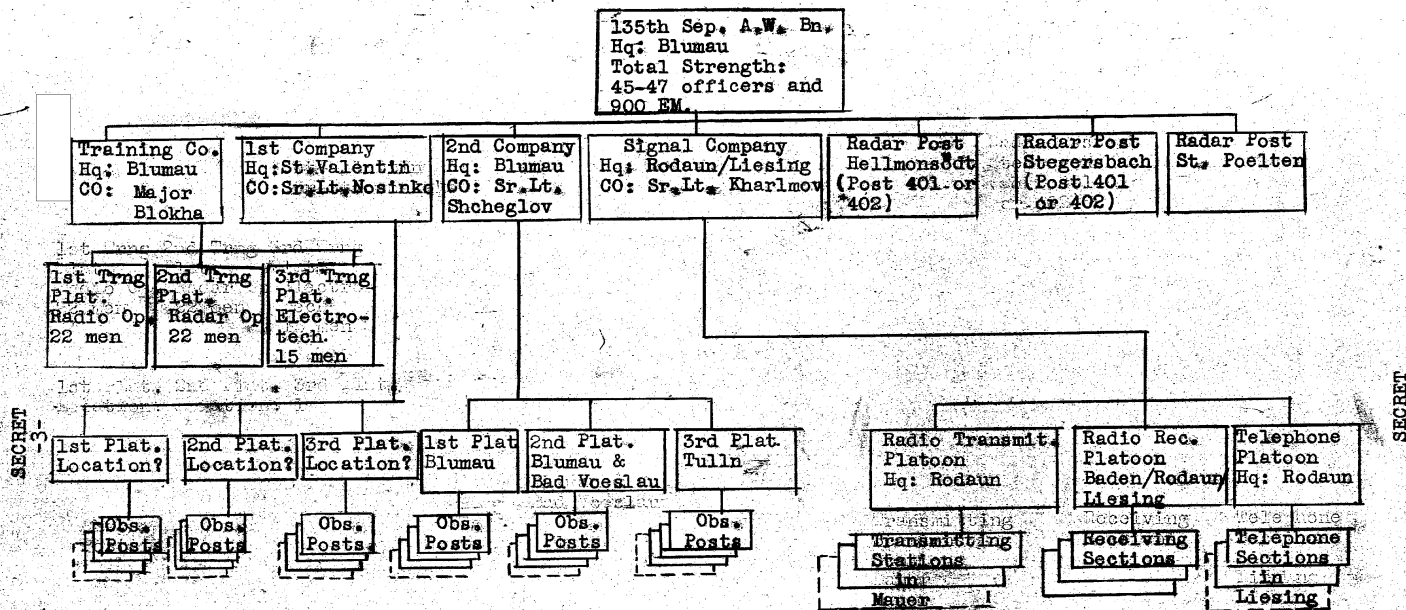 135th Sep. A.W. Bn.
Hq: Blumau
Total Strength:
45-47 officers and
900 EM.
Training Co.
Hq: Blumau
CO: Major
Blokha
1st Company
Hq: St. Valentin
CO: Sr. Lt. Nosinko
2nd Company
Hq: Blumau
CO: Sr. Lt.
Shcheglov
Signal Company
Hq: Rodaun/Liesing
CO: Sr. Lt. Kharlmov
Radar Post
Hellmonsödt
(Post 401 or
402)
Radar Post
Stegersbach
(Post 401
or 402)
Radar Post
St. Poelten
1st Trng
Plat.
Radio Op.
22 men
2nd Trng
Plat.
Radar Op
22 men
3rd Trng
Plat.
Electro-
tech.
15 men
1st Plat.
Location?
2nd Plat.
Location?
3rd Plat.
Location?
1st Plat
Blumau
2nd Plat.
Blumau &
Bad Voeslau
3rd Plat.
Tulln
Radio Transmit.
Platoon
Hq: Rodaun
Radio Rec.
Platoon
Baden/Rodaun/
Liesing
Telephone
Platoon
Hq: Rodaun
Obs.
Posts
Obs.
Posts
Obs.
Posts.
Obs.
Posts
Obs.
Posts
Obs.
Posts
Transmitting
Stations
in
Mauer
Receiving
Sections
Telephone
Sections
in
Liesing
SECRET
-3-
SECRET